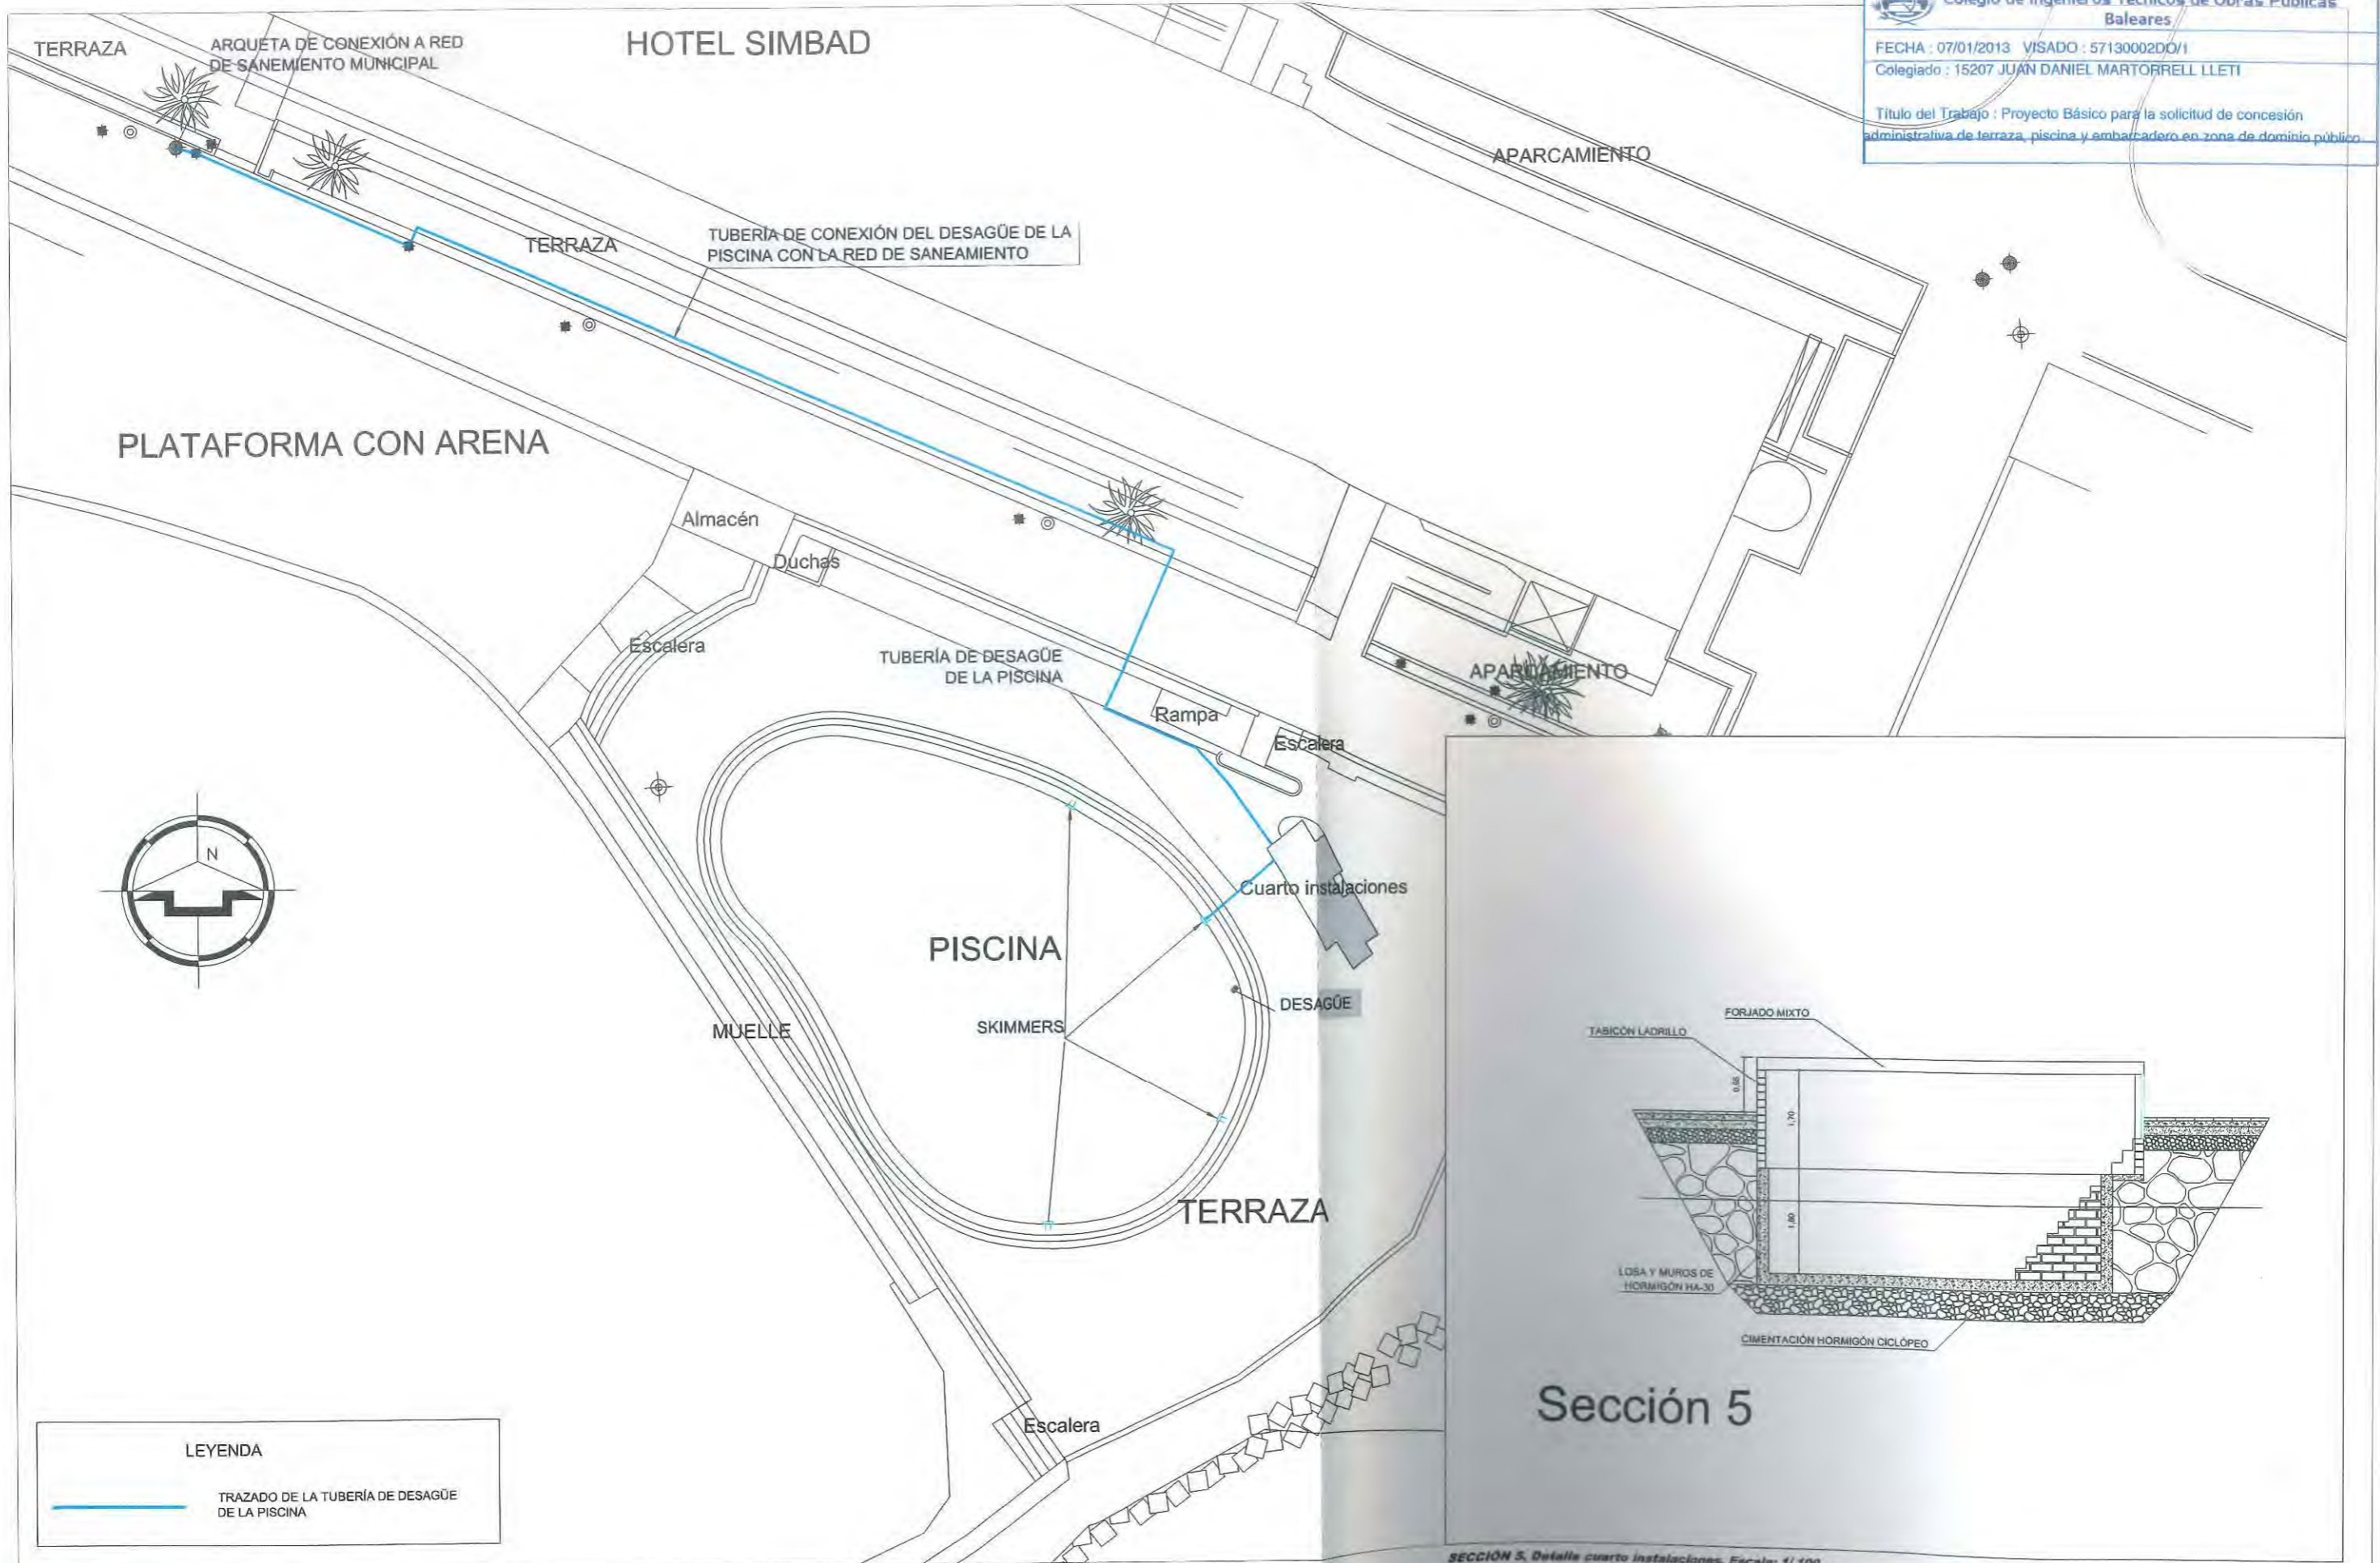 TERRAZA
ARQUETA DE CONEXIÓN A RED
DE SANEMIENTO MUNICIPAL
HOTEL SIMBAD
Colegio de Ingenieros Técnicos de Obras Públicas
Baleares
FECHA : 07/01/2013 VISADO : 57130002DO/1
Colegiado : 15207 JUAN DANIEL MARTORRELL LLETI
Título del Trabajo : Proyecto Básico para la solicitud de concesión
administrativa de terraza, piscina y embarcadero en zona de dominio público
APARCAMIENTO
TERRAZA
TUBERÍA DE CONEXIÓN DEL DESAGÜE DE LA
PISCINA CON LA RED DE SANEAMIENTO
PLATAFORMA CON ARENA
Almacén
Duchas
Escalera
TUBERÍA DE DESAGÜE
DE LA PISCINA
APARCAMIENTO
Rampa
Escalera
N
Cuarto instalaciones
PISCINA
DESAGÜE
SKIMMERS
MUELLE
TERRAZA
Escalera
FORJADO MIXTO
TABICÓN LADRILLO
1,70
1,80
LOSA Y MUROS DE
HORMIGÓN HA-30
CIMENTACIÓN HORMIGÓN CICLÓPEO
Sección 5
LEYENDA
TRAZADO DE LA TUBERÍA DE DESAGÜE
DE LA PISCINA
SECCIÓN 5. Detalle cuarto instalaciones. Escala: 1/100